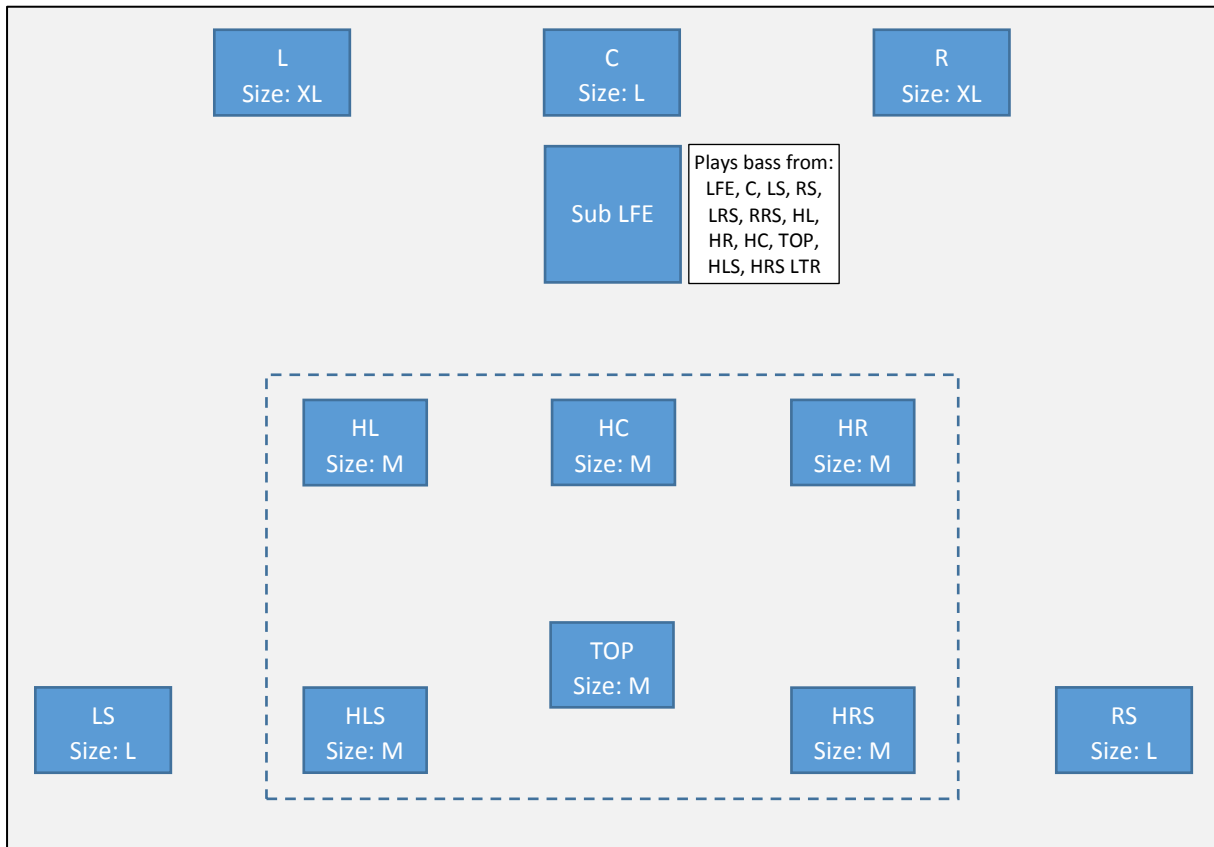 L
Size: XL
C
Size: L
R
Size: XL
Sub LFE
Plays bass from:
LFE, C, LS, RS,
LRS, RRS, HL,
HR, HC, TOP,
HLS, HRS LTR
HL
Size: M
HC
Size: M
HR
Size: M
TOP
Size: M
LS
Size: L
HLS
Size: M
HRS
Size: M
RS
Size: L